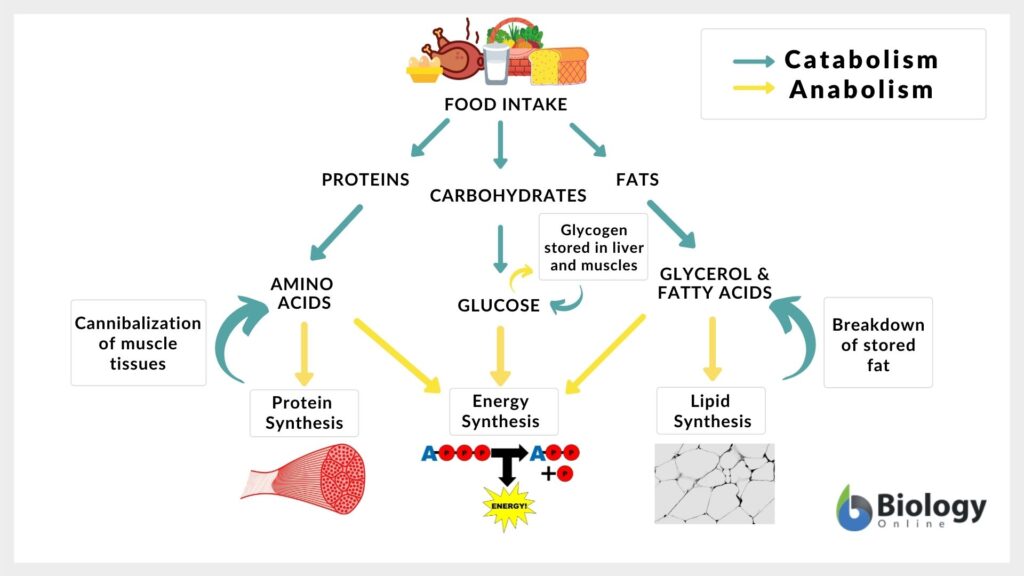 Catabolism
Anabolism
FOOD INTAKE
PROTEINS
CARBOHYDRATES
FATS
Glycogen
stored in liver
and muscles
AMINO
ACIDS
GLUCOSE
GLYCEROL &
FATTY ACIDS
Cannibalization
of muscle
tissues
Breakdown
of stored
fat
Protein
Synthesis
Energy
Synthesis
Lipid
Synthesis
A P P P A P P
+ P
ENERGY!
Biology
Online